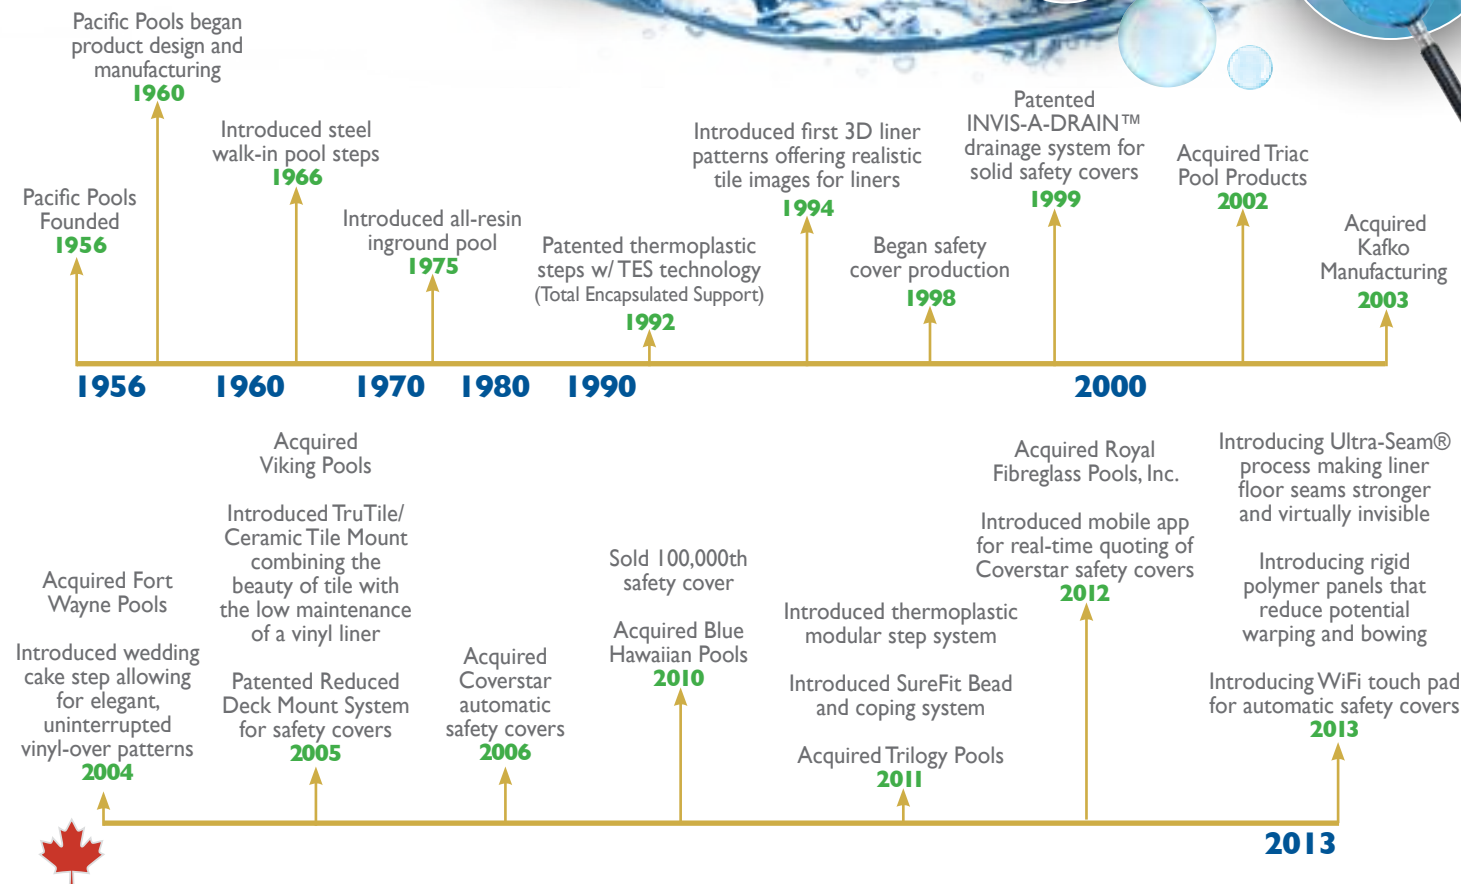 Pacific Pools began
product design and
manufacturing
1960
Pacific Pools
Founded
1956
Introduced steel
walk-in pool steps
1966
Introduced all-resin
inground pool
1975
Patented thermoplastic
steps w/ TES technology
(Total Encapsulated Support)
1992
Introduced first 3D liner
patterns offering realistic
tile images for liners
1994
Began safety
cover production
1998
Patented
INVIS-A-DRAIN™
drainage system for
solid safety covers
1999
Acquired Triac
Pool Products
2002
Acquired
Kafko
Manufacturing
2003
1956 1960 1970 1980 1990 2000
Acquired Fort
Wayne Pools
Introduced wedding
cake step allowing
for elegant,
uninterrupted
vinyl-over patterns
2004
Acquired
Viking Pools
Introduced TruTile/
Ceramic Tile Mount
combining the
beauty of tile with
the low maintenance
of a vinyl liner
Patented Reduced
Deck Mount System
for safety covers
2005
Acquired
Coverstar
automatic
safety covers
2006
Sold 100,000th
safety cover
Acquired Blue
Hawaiian Pools
2010
Introduced thermoplastic
modular step system
Introduced SureFit Bead
and coping system
Acquired Trilogy Pools
2011
Acquired Royal
Fibreglass Pools, Inc.
Introduced mobile app
for real-time quoting of
Coverstar safety covers
2012
Introducing Ultra-Seam®
process making liner
floor seams stronger
and virtually invisible
Introducing rigid
polymer panels that
reduce potential
warping and bowing
Introducing WiFi touch pad
for automatic safety covers
2013
2013